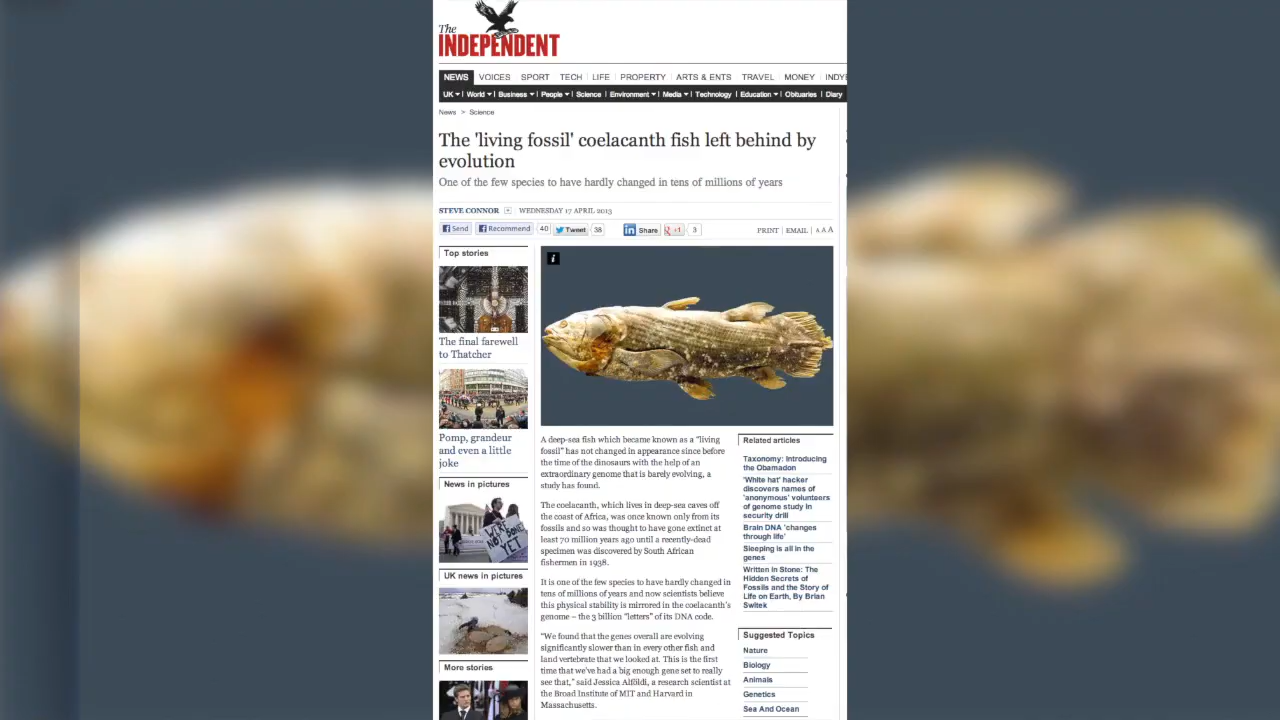 The
INDEPENDENT
NEWS VOICES SPORT TECH LIFE PROPERTY ARTS & ENTS TRAVEL MONEY INDY
UK World Business People Science Environment Media Technology Education Obituaries Diary
News > Science
The 'living fossil' coelacanth fish left behind by
evolution
One of the few species to have hardly changed in tens of millions of years
STEVE CONNOR WEDNESDAY 17 APRIL 2013
Send Recommend 40 Tweet 38 Share +1 3 PRINT EMAIL A A A
Top stories
The final farewell
to Thatcher
Pomp, grandeur
and even a little
joke
News in pictures
WE'RE
NOT DONE
YET
UK news in pictures
More stories
i
A deep-sea fish which became known as a “living
fossil” has not changed in appearance since before
the time of the dinosaurs with the help of an
extraordinary genome that is barely evolving, a
study has found.
The coelacanth, which lives in deep-sea caves off
the coast of Africa, was once known only from its
fossils and so was thought to have gone extinct at
least 70 million years ago until a recently-dead
specimen was discovered by South African
fishermen in 1938.
It is one of the few species to have hardly changed in
tens of millions of years and now scientists believe
this physical stability is mirrored in the coelacanth's
genome – the 3 billion “letters” of its DNA code.
“We found that the genes overall are evolving
significantly slower than in every other fish and
land vertebrate that we looked at. This is the first
time that we've had a big enough gene set to really
see that,” said Jessica Alföldi, a research scientist at
the Broad Institute of MIT and Harvard in
Massachusetts.
Related articles
Taxonomy: Introducing
the Obamadon
'White hat' hacker
discovers names of
'anonymous' volunteers
of genome study in
security drill
Brain DNA 'changes
through life'
Sleeping is all in the
genes
Written in Stone: The
Hidden Secrets of
Fossils and the Story of
Life on Earth, By Brian
Switek
Suggested Topics
Nature
Biology
Animals
Genetics
Sea And Ocean